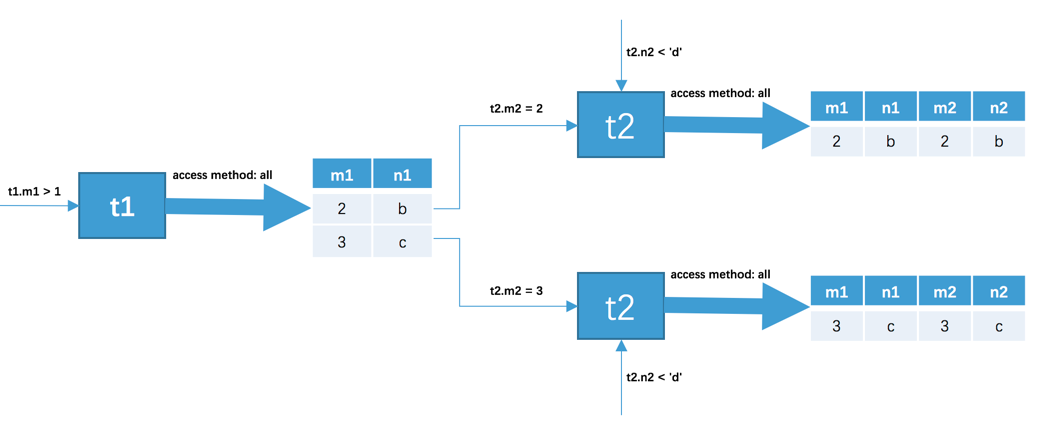 t1.m1 > 1
t1
access method: all
m1 n1
2 b
3 c
t2.m2 = 2
t2.n2 < 'd'
t2
access method: all
m1 n1 m2 n2
2 b 2 b
t2.m2 = 3
t2
access method: all
t2.n2 < 'd'
m1 n1 m2 n2
3 c 3 c